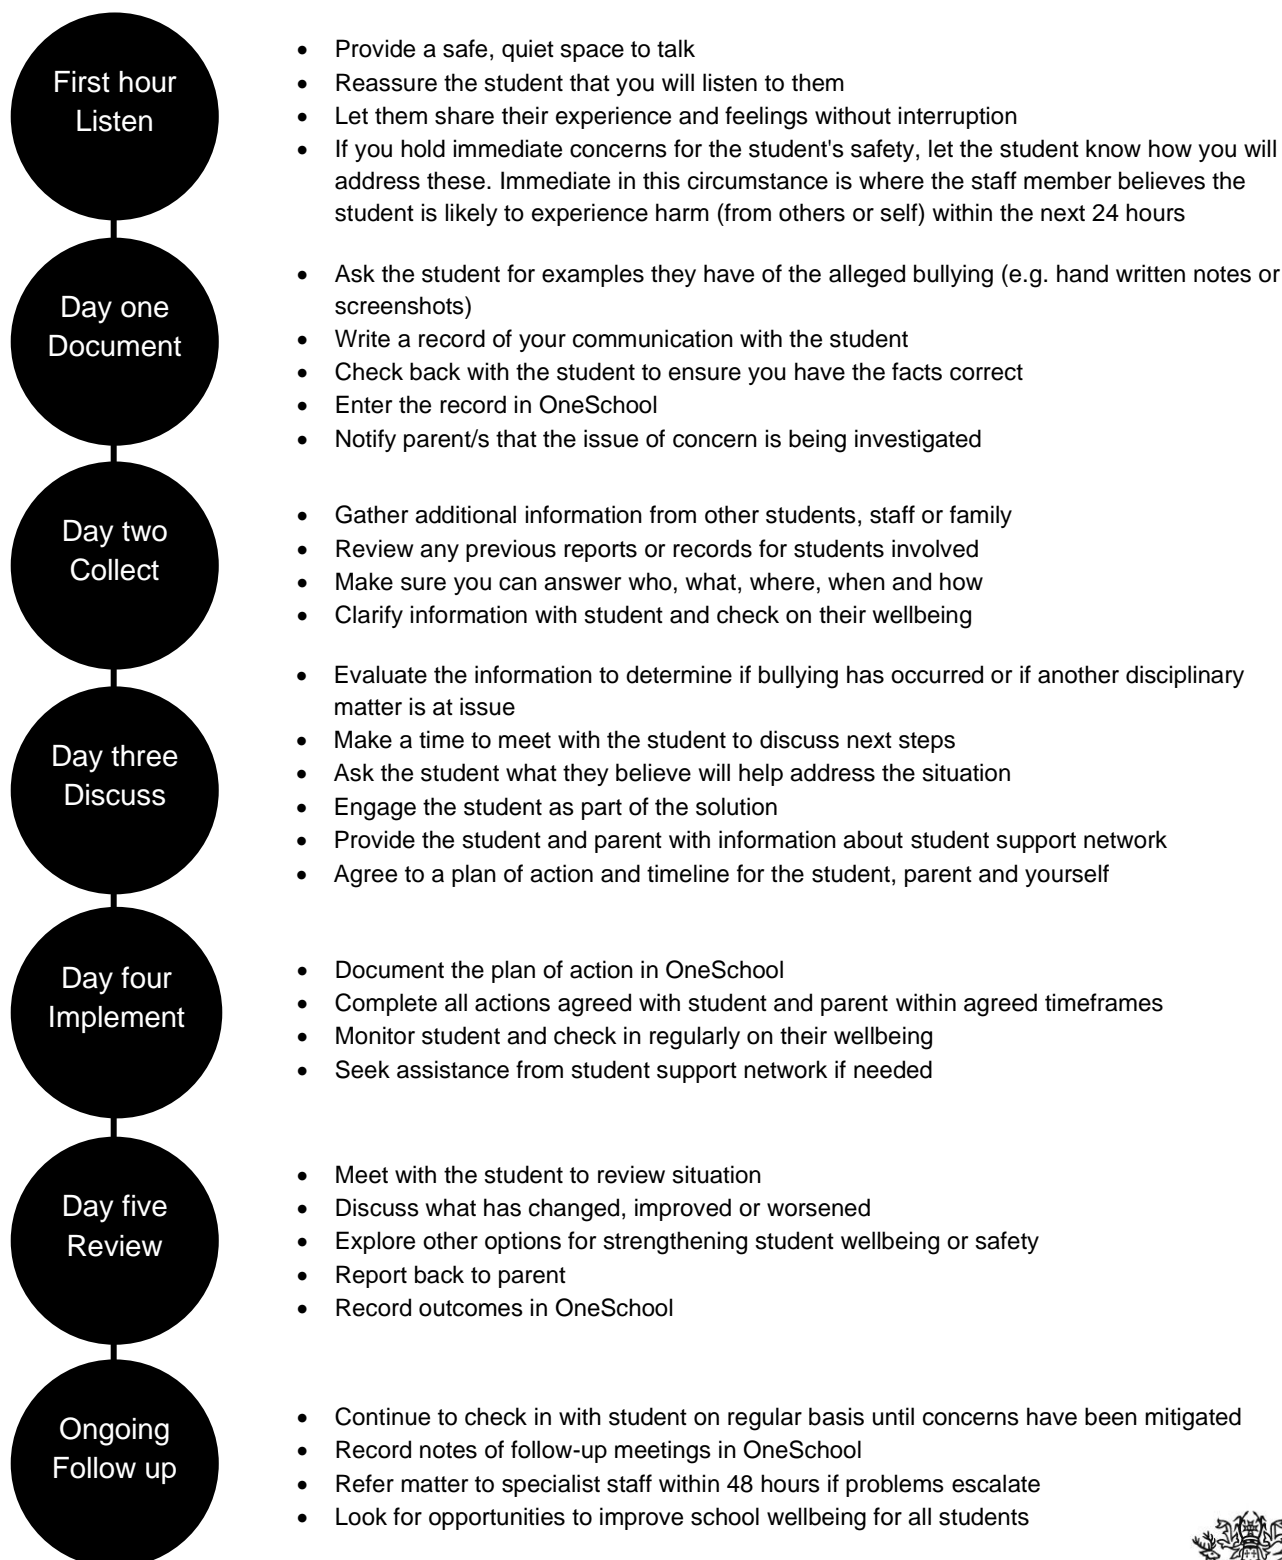 First hour
Listen
• Provide a safe, quiet space to talk
• Reassure the student that you will listen to them
• Let them share their experience and feelings without interruption
• If you hold immediate concerns for the student's safety, let the student know how you will
address these. Immediate in this circumstance is where the staff member believes the
student is likely to experience harm (from others or self) within the next 24 hours
Day one
Document
• Ask the student for examples they have of the alleged bullying (e.g. hand written notes or
screenshots)
• Write a record of your communication with the student
• Check back with the student to ensure you have the facts correct
• Enter the record in OneSchool
• Notify parent/s that the issue of concern is being investigated
Day two
Collect
• Gather additional information from other students, staff or family
• Review any previous reports or records for students involved
• Make sure you can answer who, what, where, when and how
• Clarify information with student and check on their wellbeing
Day three
Discuss
• Evaluate the information to determine if bullying has occurred or if another disciplinary
matter is at issue
• Make a time to meet with the student to discuss next steps
• Ask the student what they believe will help address the situation
• Engage the student as part of the solution
• Provide the student and parent with information about student support network
• Agree to a plan of action and timeline for the student, parent and yourself
Day four
Implement
• Document the plan of action in OneSchool
• Complete all actions agreed with student and parent within agreed timeframes
• Monitor student and check in regularly on their wellbeing
• Seek assistance from student support network if needed
Day five
Review
• Meet with the student to review situation
• Discuss what has changed, improved or worsened
• Explore other options for strengthening student wellbeing or safety
• Report back to parent
• Record outcomes in OneSchool
Ongoing
Follow up
• Continue to check in with student on regular basis until concerns have been mitigated
• Record notes of follow-up meetings in OneSchool
• Refer matter to specialist staff within 48 hours if problems escalate
• Look for opportunities to improve school wellbeing for all students